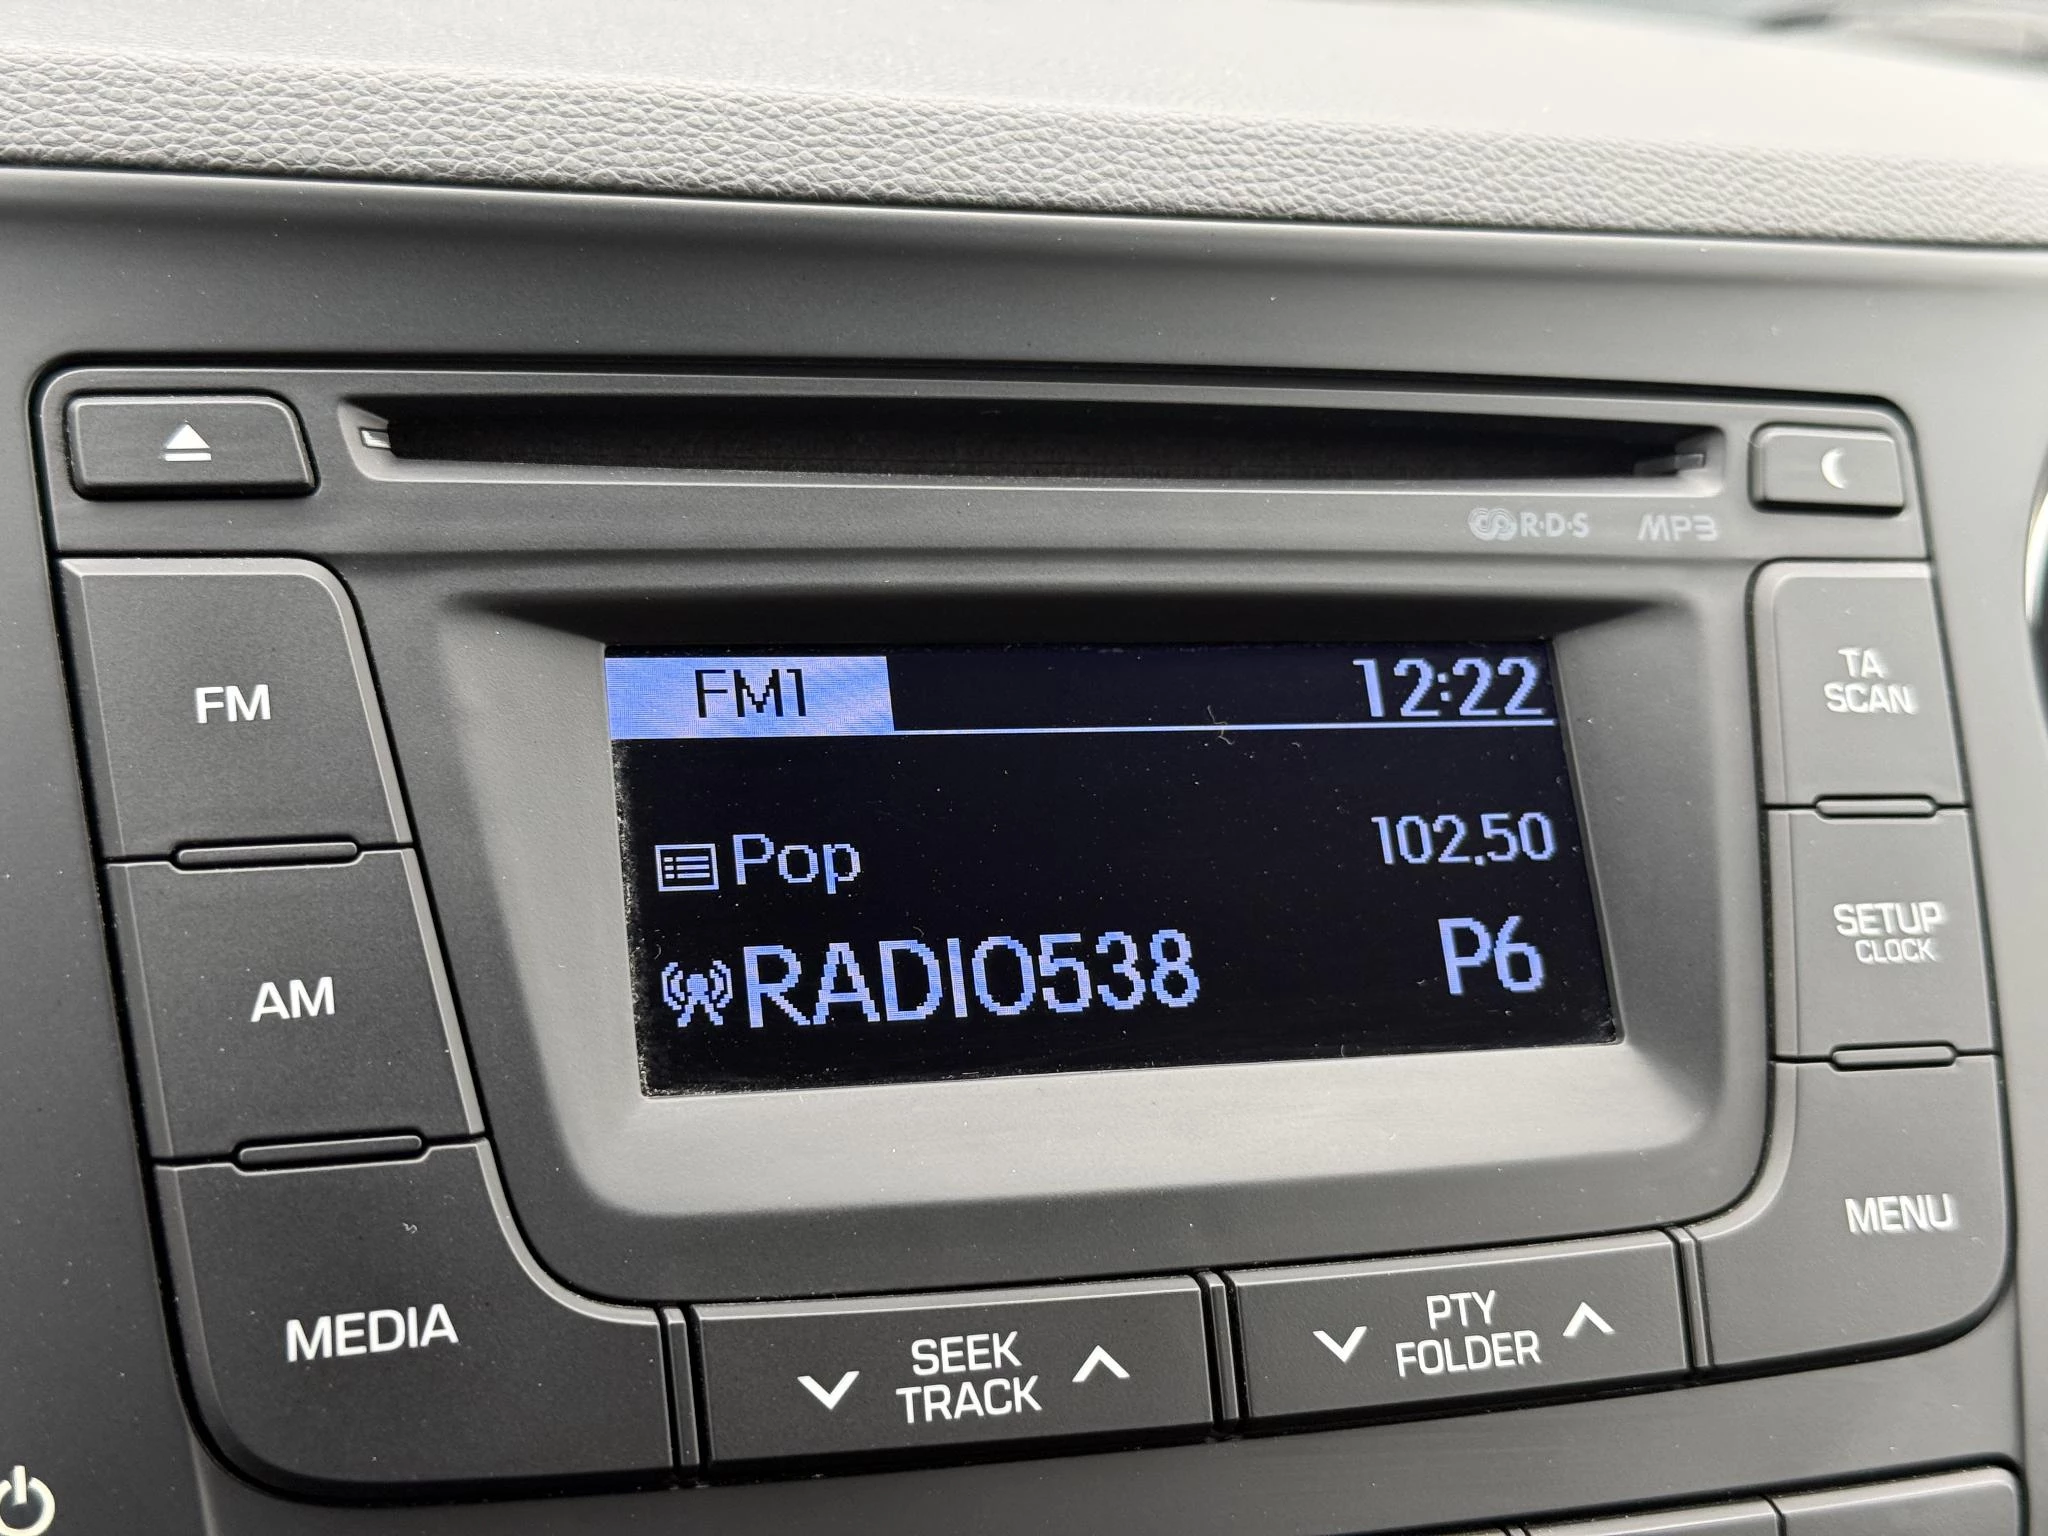 R·D·S MP3
FM
AM
MEDIA
FM1 12:22
Pop 102.50
RADIO538 P6
TA
SCAN
SETUP
CLOCK
MENU
SEEK
TRACK
PTY
FOLDER